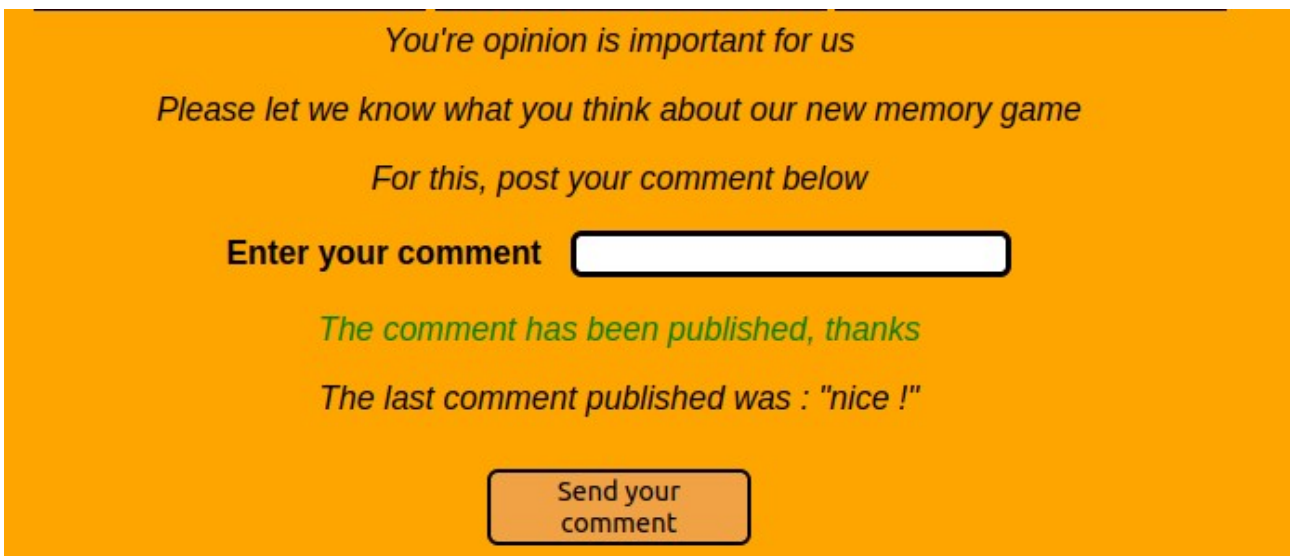 You're opinion is important for us
Please let we know what you think about our new memory game
For this, post your comment below
Enter your comment
The comment has been published, thanks
The last comment published was : "nice !"
Send your
comment